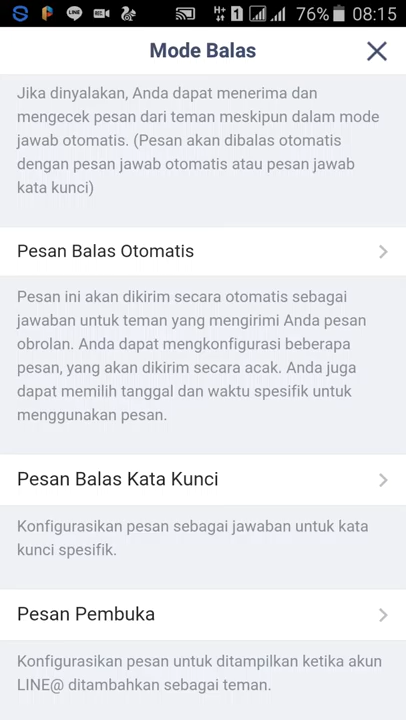 76% 08:15
Mode Balas
Jika dinyalakan, Anda dapat menerima dan
mengecek pesan dari teman meskipun dalam mode
jawab otomatis. (Pesan akan dibalas otomatis
dengan pesan jawab otomatis atau pesan jawab
kata kunci)
Pesan Balas Otomatis
Pesan ini akan dikirim secara otomatis sebagai
jawaban untuk teman yang mengirimi Anda pesan
obrolan. Anda dapat mengkonfigurasi beberapa
pesan, yang akan dikirim secara acak. Anda juga
dapat memilih tanggal dan waktu spesifik untuk
menggunakan pesan.
Pesan Balas Kata Kunci
Konfigurasikan pesan sebagai jawaban untuk kata
kunci spesifik.
Pesan Pembuka
Konfigurasikan pesan untuk ditampilkan ketika akun
LINE@ ditambahkan sebagai teman.